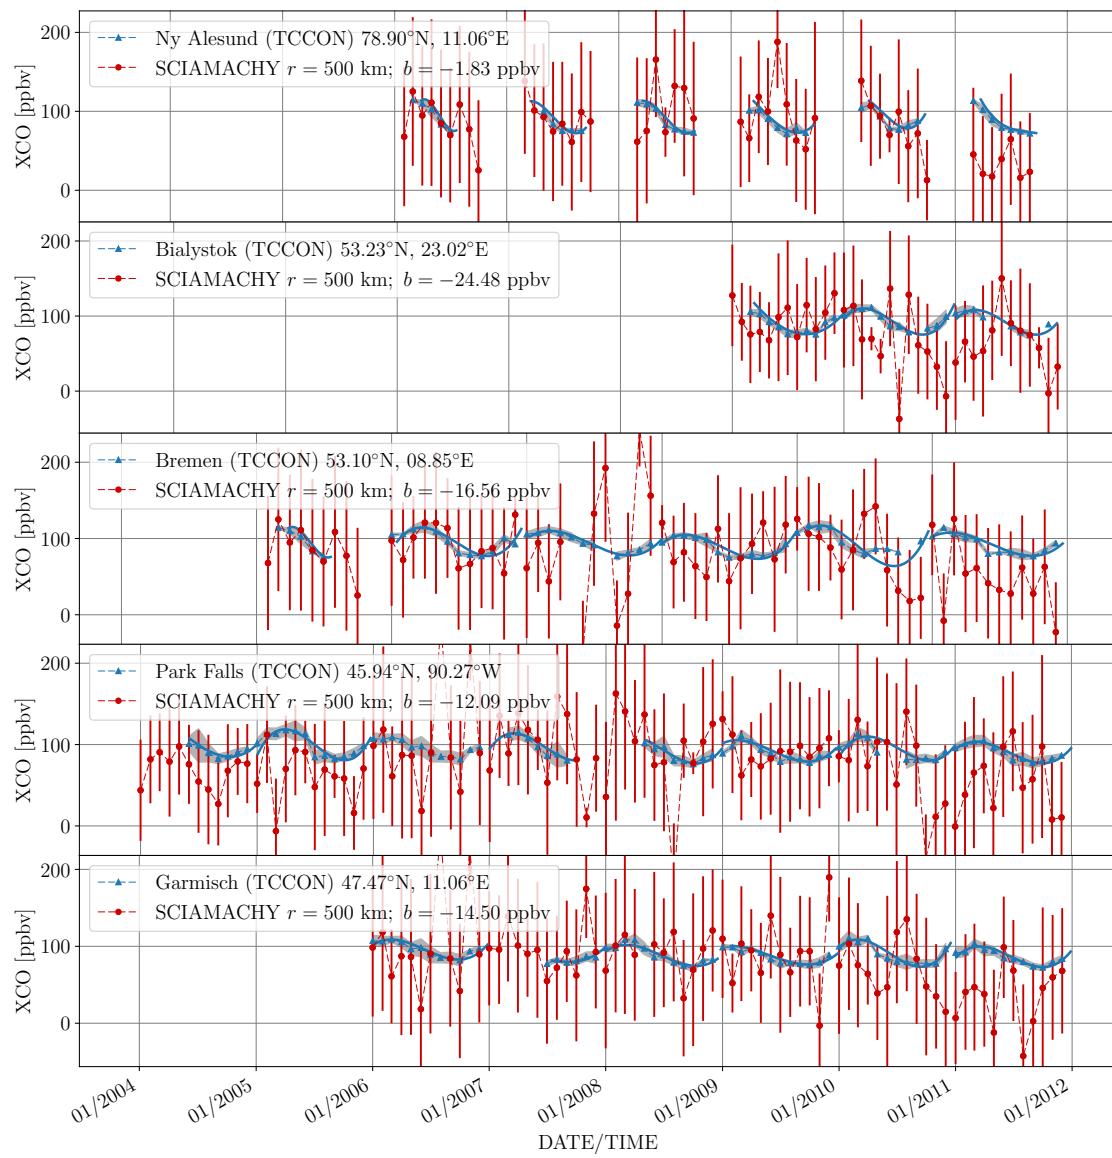 200
100
0
XCO [ppbv]
Ny Alesund (TCCON) 78.90°N, 11.06°E
SCIAMACHY r = 500 km; b = −1.83 ppbv
200
100
0
XCO [ppbv]
Bialystok (TCCON) 53.23°N, 23.02°E
SCIAMACHY r = 500 km; b = −24.48 ppbv
200
100
0
XCO [ppbv]
Bremen (TCCON) 53.10°N, 08.85°E
SCIAMACHY r = 500 km; b = −16.56 ppbv
200
100
0
XCO [ppbv]
Park Falls (TCCON) 45.94°N, 90.27°W
SCIAMACHY r = 500 km; b = −12.09 ppbv
200
100
0
XCO [ppbv]
Garmisch (TCCON) 47.47°N, 11.06°E
SCIAMACHY r = 500 km; b = −14.50 ppbv
01/2004 01/2005 01/2006 01/2007 01/2008 01/2009 01/2010 01/2011 01/2012
DATE/TIME